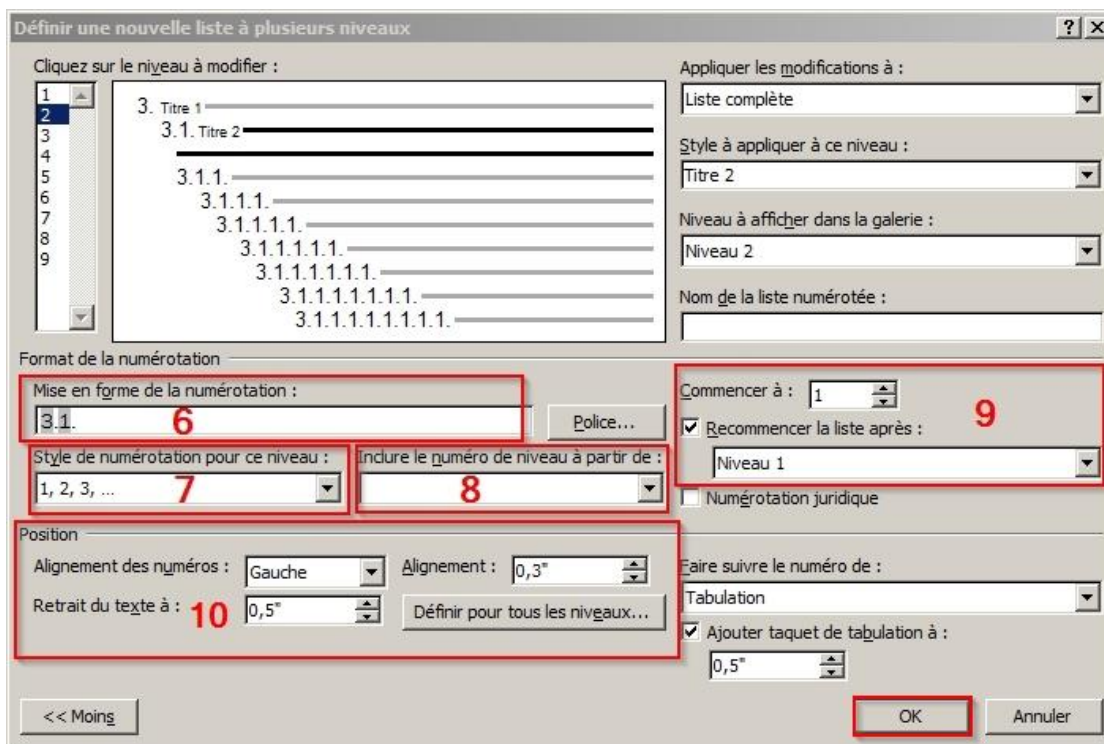 Définir une nouvelle liste à plusieurs niveaux
Cliquez sur le niveau à modifier :
1
2
3
4
5
6
7
8
9
3. Titre 1
3.1. Titre 2
3.1.1.
3.1.1.1.
3.1.1.1.1.
3.1.1.1.1.1.
3.1.1.1.1.1.1.
3.1.1.1.1.1.1.1.
3.1.1.1.1.1.1.1.1.
Appliquer les modifications à :
Liste complète
Style à appliquer à ce niveau :
Titre 2
Niveau à afficher dans la galerie :
Niveau 2
Nom de la liste numérotée :
Format de la numérotation
Mise en forme de la numérotation :
3.1. 6
Police...
Style de numérotation pour ce niveau :
1, 2, 3, ... 7
Inclure le numéro de niveau à partir de :
8
Commencer à : 1
9
Recommencer la liste après :
Niveau 1
Numérotation juridique
Position
Alignement des numéros : Gauche
Alignement : 0,3"
Retrait du texte à : 10 0,5"
Définir pour tous les niveaux...
Faire suivre le numéro de :
Tabulation
Ajouter taquet de tabulation à :
0,5"
<< Moins
OK
Annuler